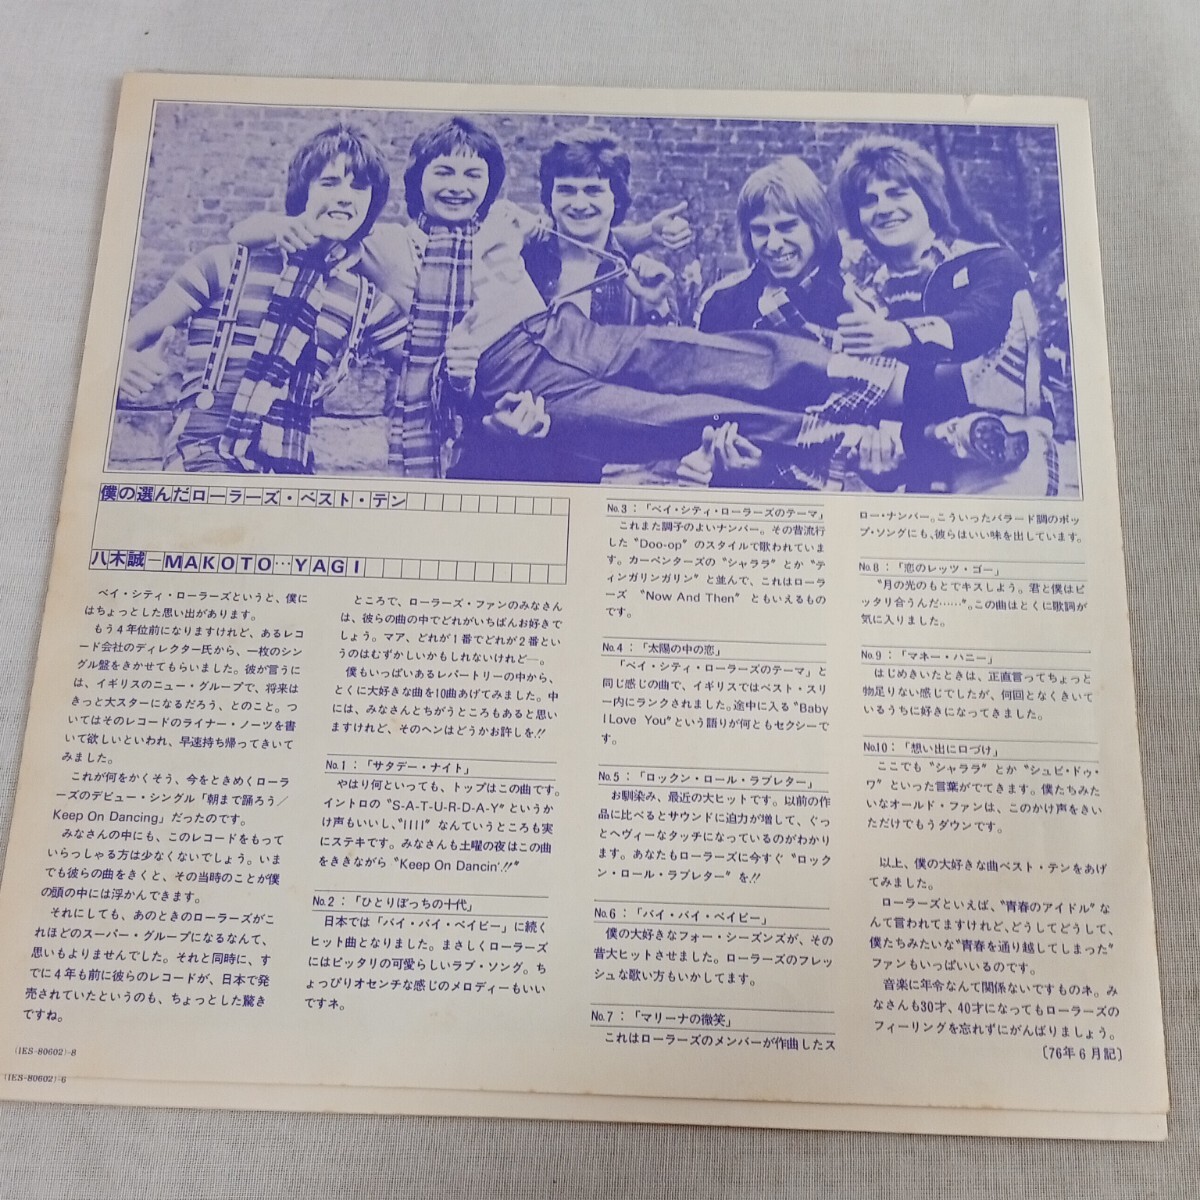 僕の選んだローラーズ・ベスト・テン
八木誠－MAKOTO…YAGI
ベイ・シティ・ローラーズというと、僕に
はちょっとした思い出があります。
もう4年位前になりますけれど、あるレコ
ード会社のディレクター氏から、一枚のシン
グル盤をきかせてもらいました。彼が言うに
は、イギリスのニュー・グループで、将来は
きっと大スターになるだろう、とのこと。つ
いてはそのレコードのライナー・ノーツを書
いて欲しいといわれ、早速持ち帰ってきいて
みました。
これが何をかくそう、今をときめくローラ
ーズのデビュー・シングル「朝まで踊ろう／
Keep On Dancing」だったのです。
みなさんの中にも、このレコードをもって
いらっしゃる方は少なくないでしょう。いま
でも彼らの曲をきくと、その当時のことが僕
の頭の中には浮かんできます。
それにしても、あのときのローラーズがこ
れほどのスーパー・グループになるなんて、
思いもよりませんでした。それと同時に、す
でに4年も前に彼らのレコードが、日本で発
売されていたというのも、ちょっとした驚き
ですね。
ところで、ローラーズ・ファンのみなさん
は、彼らの曲の中でどれがいちばんお好きで
しょう。マア、どれが1番でどれが2番とい
うのはむずかしいかもしれないけれど―。
僕もいっぱいあるレパートリーの中から、
とくに大好きな曲を10曲あげてみました。中
には、みなさんとちがうところもあると思い
ますけれど、そのヘンはどうかお許しを!!
No.1：「サタデー・ナイト」
やはり何といっても、トップはこの曲です。
イントロの〝S-A-T-U-R-D-A-Y〟というか
け声もいいし、〝I I I I〟なんていうところも実
にステキです。みなさんも土曜の夜はこの曲
をききながら〝Keep On Dancin'!!〟
No.2：「ひとりぼっちの十代」
日本では「バイ・バイ・ベイビー」に続く
ヒット曲となりました。まさしくローラーズ
にはピッタリの可愛らしいラブ・ソング。ち
ょっぴりオセンチな感じのメロディーもいい
ですネ。
No.3：「ベイ・シティ・ローラーズのテーマ」
これまた調子のよいナンバー。その昔流行
した〝Doo-op〟のスタイルで歌われていま
す。カーペンターズの〝シャララ〟とか〝テ
ィンガリンガリン〟と並んで、これはローラ
ーズ〝Now And Then〟ともいえるもの
です。
No.4：「太陽の中の恋」
「ベイ・シティ・ローラーズのテーマ」と
同じ感じの曲で、イギリスではベスト・スリ
ー内にランクされました。途中に入る〝Baby
I Love You〟という語りが何ともセクシーで
す。
No.5：「ロックン・ロール・ラブレター」
お馴染み、最近の大ヒットです。以前の作
品に比べるとサウンドに迫力が増して、ぐっ
とヘヴィーなタッチになっているのがわかり
ます。あなたもローラーズに今すぐ〝ロック
ン・ロール・ラブレター〟を!!
No.6：「バイ・バイ・ベイビー」
僕の大好きなフォー・シーズンズが、その
昔大ヒットさせました。ローラーズのフレッ
シュな歌い方もいかしてます。
No.7：「マリーナの微笑」
これはローラーズのメンバーが作曲したス
ロー・ナンバー。こういったバラード調のポッ
プ・ソングにも、彼らはいい味を出しています。
No.8：「恋のレッツ・ゴー」
〝月の光のもとでキスしよう。君と僕はピ
ッタリ合うんだ……〟。この曲はとくに歌詞が
気に入りました。
No.9：「マネー・ハニー」
はじめきいたときは、正直言ってちょっと
物足りない感じでしたが、何回となくきいて
いるうちに好きになってきました。
No.10：「想い出に口づけ」
ここでも〝シャララ〟とか〝シュビ・ドゥ・
ワ〟といった言葉がでてきます。僕たちみた
いなオールド・ファンは、このかけ声をきい
ただけでもうダウンです。
以上、僕の大好きな曲ベスト・テンをあげ
てみました。
ローラーズといえば、〝青春のアイドル〟な
んて言われてますけれど、どうしてどうして、
僕たちみたいな〝青春を通り越してしまった〟
ファンもいっぱいいるのです。
音楽に年令なんて関係ないですものネ。み
なさんも30才、40才になってもローラーズの
フィーリングを忘れずにがんばりましょう。
〔76年6月記〕
(IES-80602)-8
(IES-80602)-6